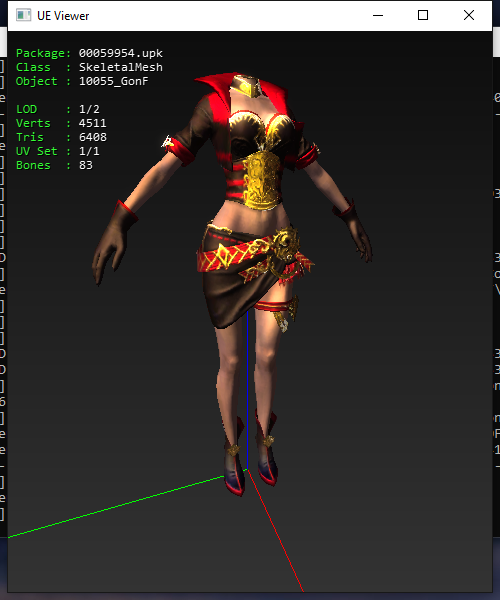 UE Viewer
Package: 00059954.upk
Class : SkeletalMesh
Object : 10055_GonF
LOD : 1/2
Verts : 4511
Tris : 6408
UV Set : 1/1
Bones : 83